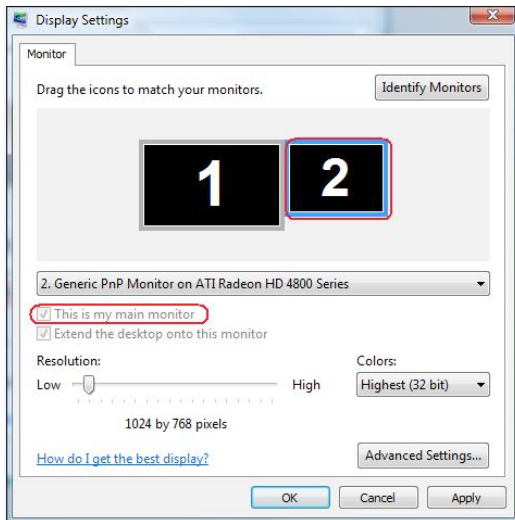 Display Settings
Monitor
Drag the icons to match your monitors.
Identify Monitors
1
2
2. Generic PnP Monitor on ATI Radeon HD 4800 Series
This is my main monitor
Extend the desktop onto this monitor
Resolution:
Colors:
Low
High
Highest (32 bit)
1024 by 768 pixels
How do I get the best display?
Advanced Settings...
OK
Cancel
Apply